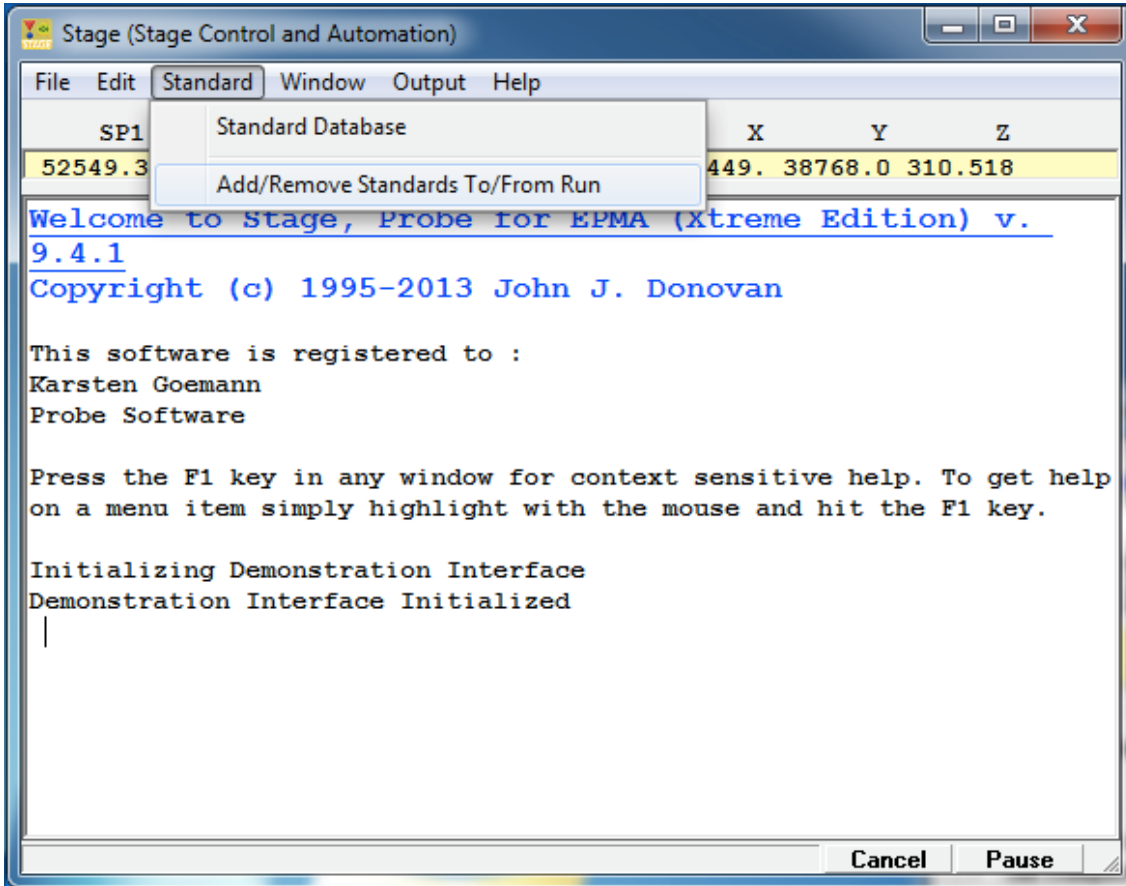 Stage (Stage Control and Automation)
File Edit Standard Window Output Help
SP1 X Y Z
52549.3 449. 38768.0 310.518
Standard Database
Add/Remove Standards To/From Run
Welcome to Stage, Probe for EPMA (Xtreme Edition) v.
9.4.1
Copyright (c) 1995-2013 John J. Donovan
This software is registered to :
Karsten Goemann
Probe Software
Press the F1 key in any window for context sensitive help. To get help
on a menu item simply highlight with the mouse and hit the F1 key.
Initializing Demonstration Interface
Demonstration Interface Initialized
Cancel Pause